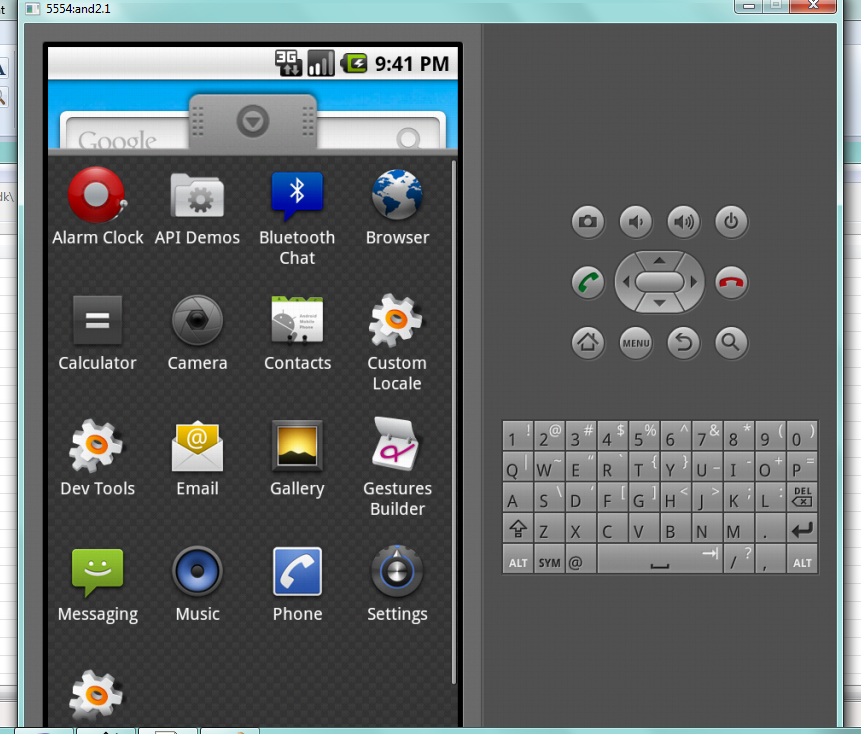 5554:and2.1
3G
9:41 PM
Google
Alarm Clock API Demos Bluetooth Chat Browser
Calculator Camera Contacts Custom Locale
Dev Tools Email Gallery Gestures Builder
Messaging Music Phone Settings
MENU
1 ! 2 @ 3 # 4 $ 5 % 6 ^ 7 & 8 * 9 ( 0 )
Q | W ~ E " R ` T { Y } U _ I - O + P =
A S \ D ' F [ G ] H < J > K ; L : DEL
Z X C V B N M .
ALT SYM @ / ? , ALT